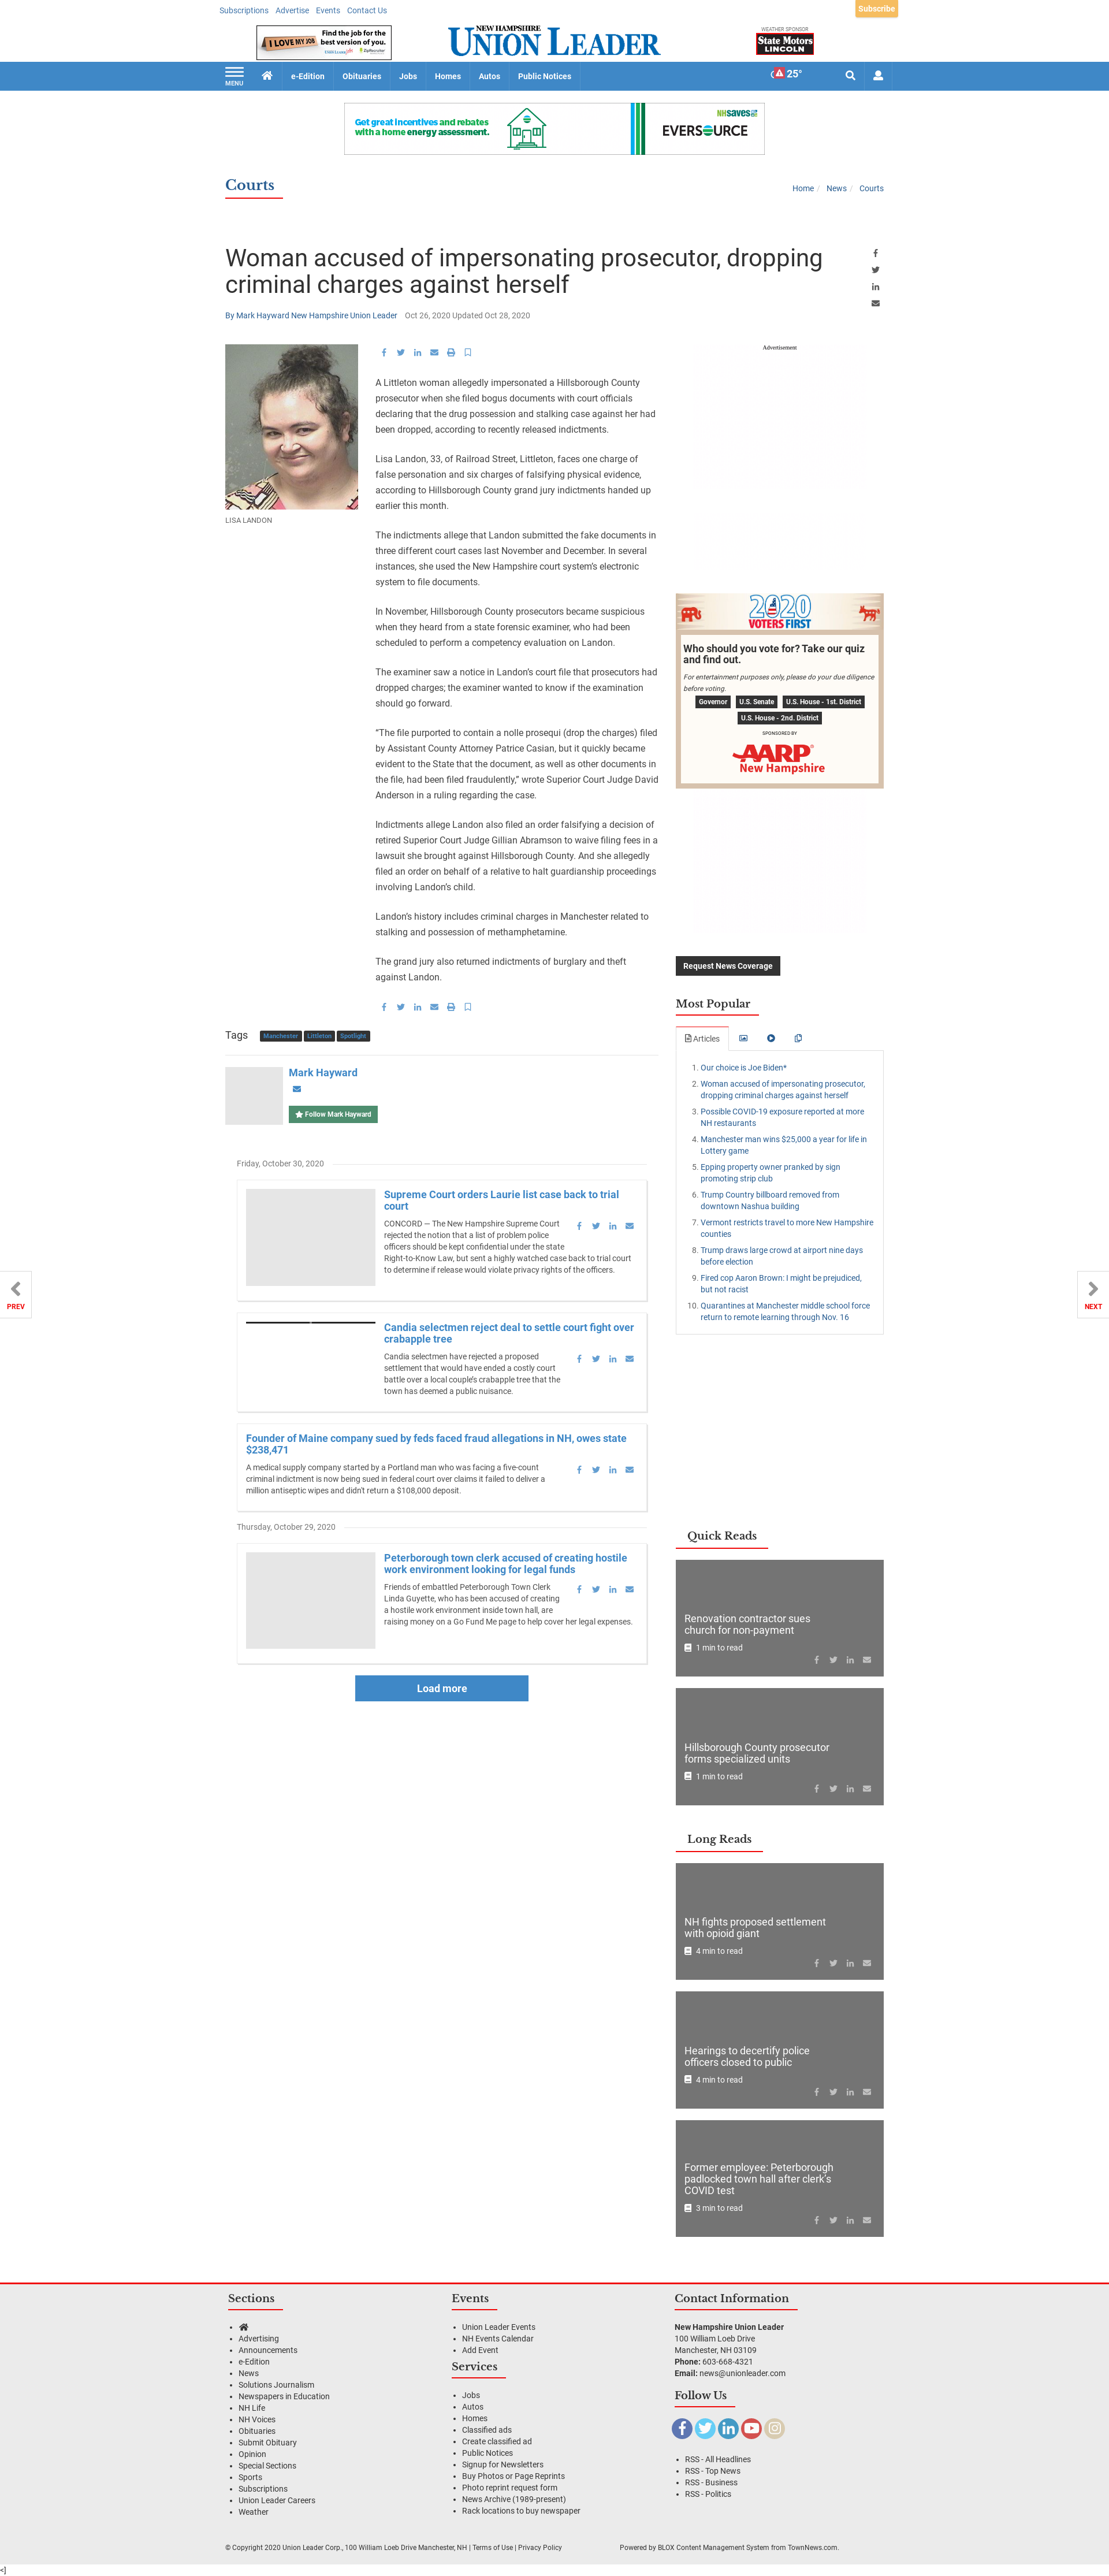 Subscriptions Advertise Events Contact Us
Subscribe
I LOVE MY JOB
Find the job for the
best version of you.
NEW HAMPSHIRE
UNION LEADER
WEATHER SPONSOR
State Motors
LINCOLN
MENU
e-Edition Obituaries Jobs Homes Autos Public Notices
25°
Get great incentives and rebates
with a home energy assessment.
NHsaves
EVERSOURCE
Courts
Home / News / Courts
Woman accused of impersonating prosecutor, dropping
criminal charges against herself
By Mark Hayward New Hampshire Union Leader Oct 26, 2020 Updated Oct 28, 2020
LISA LANDON
A Littleton woman allegedly impersonated a Hillsborough County
prosecutor when she filed bogus documents with court officials
declaring that the drug possession and stalking case against her had
been dropped, according to recently released indictments.
Lisa Landon, 33, of Railroad Street, Littleton, faces one charge of
false personation and six charges of falsifying physical evidence,
according to Hillsborough County grand jury indictments handed up
earlier this month.
The indictments allege that Landon submitted the fake documents in
three different court cases last November and December. In several
instances, she used the New Hampshire court system's electronic
system to file documents.
In November, Hillsborough County prosecutors became suspicious
when they heard from a state forensic examiner, who had been
scheduled to perform a competency evaluation on Landon.
The examiner saw a notice in Landon's court file that prosecutors had
dropped charges; the examiner wanted to know if the examination
should go forward.
“The file purported to contain a nolle prosequi (drop the charges) filed
by Assistant County Attorney Patrice Casian, but it quickly became
evident to the State that the document, as well as other documents in
the file, had been filed fraudulently,” wrote Superior Court Judge David
Anderson in a ruling regarding the case.
Indictments allege Landon also filed an order falsifying a decision of
retired Superior Court Judge Gillian Abramson to waive filing fees in a
lawsuit she brought against Hillsborough County. And she allegedly
filed an order on behalf of a relative to halt guardianship proceedings
involving Landon's child.
Landon's history includes criminal charges in Manchester related to
stalking and possession of methamphetamine.
The grand jury also returned indictments of burglary and theft
against Landon.
Tags Manchester Littleton Spotlight
Mark Hayward
Follow Mark Hayward
Friday, October 30, 2020
Supreme Court orders Laurie list case back to trial
court
CONCORD — The New Hampshire Supreme Court
rejected the notion that a list of problem police
officers should be kept confidential under the state
Right-to-Know Law, but sent a highly watched case back to trial court
to determine if release would violate privacy rights of the officers.
Candia selectmen reject deal to settle court fight over
crabapple tree
Candia selectmen have rejected a proposed
settlement that would have ended a costly court
battle over a local couple's crabapple tree that the
town has deemed a public nuisance.
Founder of Maine company sued by feds faced fraud allegations in NH, owes state
$238,471
A medical supply company started by a Portland man who was facing a five-count
criminal indictment is now being sued in federal court over claims it failed to deliver a
million antiseptic wipes and didn't return a $108,000 deposit.
Thursday, October 29, 2020
Peterborough town clerk accused of creating hostile
work environment looking for legal funds
Friends of embattled Peterborough Town Clerk
Linda Guyette, who has been accused of creating
a hostile work environment inside town hall, are
raising money on a Go Fund Me page to help cover her legal expenses.
Load more
PREV
NEXT
Advertisement
2020
VOTERS FIRST
Who should you vote for? Take our quiz
and find out.
For entertainment purposes only, please do your due diligence
before voting.
Governor U.S. Senate U.S. House - 1st. District
U.S. House - 2nd. District
SPONSORED BY
AARP
New Hampshire
Request News Coverage
Most Popular
Articles
1. Our choice is Joe Biden*
2. Woman accused of impersonating prosecutor,
dropping criminal charges against herself
3. Possible COVID-19 exposure reported at more
NH restaurants
4. Manchester man wins $25,000 a year for life in
Lottery game
5. Epping property owner pranked by sign
promoting strip club
6. Trump Country billboard removed from
downtown Nashua building
7. Vermont restricts travel to more New Hampshire
counties
8. Trump draws large crowd at airport nine days
before election
9. Fired cop Aaron Brown: I might be prejudiced,
but not racist
10. Quarantines at Manchester middle school force
return to remote learning through Nov. 16
Quick Reads
Renovation contractor sues
church for non-payment
1 min to read
Hillsborough County prosecutor
forms specialized units
1 min to read
Long Reads
NH fights proposed settlement
with opioid giant
4 min to read
Hearings to decertify police
officers closed to public
4 min to read
Former employee: Peterborough
padlocked town hall after clerk's
COVID test
3 min to read
Sections
Advertising
Announcements
e-Edition
News
Solutions Journalism
Newspapers in Education
NH Life
NH Voices
Obituaries
Submit Obituary
Opinion
Special Sections
Sports
Subscriptions
Union Leader Careers
Weather
Events
Union Leader Events
NH Events Calendar
Add Event
Services
Jobs
Autos
Homes
Classified ads
Create classified ad
Public Notices
Signup for Newsletters
Buy Photos or Page Reprints
Photo reprint request form
News Archive (1989-present)
Rack locations to buy newspaper
Contact Information
New Hampshire Union Leader
100 William Loeb Drive
Manchester, NH 03109
Phone: 603-668-4321
Email: news@unionleader.com
Follow Us
RSS - All Headlines
RSS - Top News
RSS - Business
RSS - Politics
© Copyright 2020 Union Leader Corp., 100 William Loeb Drive Manchester, NH | Terms of Use | Privacy Policy
Powered by BLOX Content Management System from TownNews.com.
<]